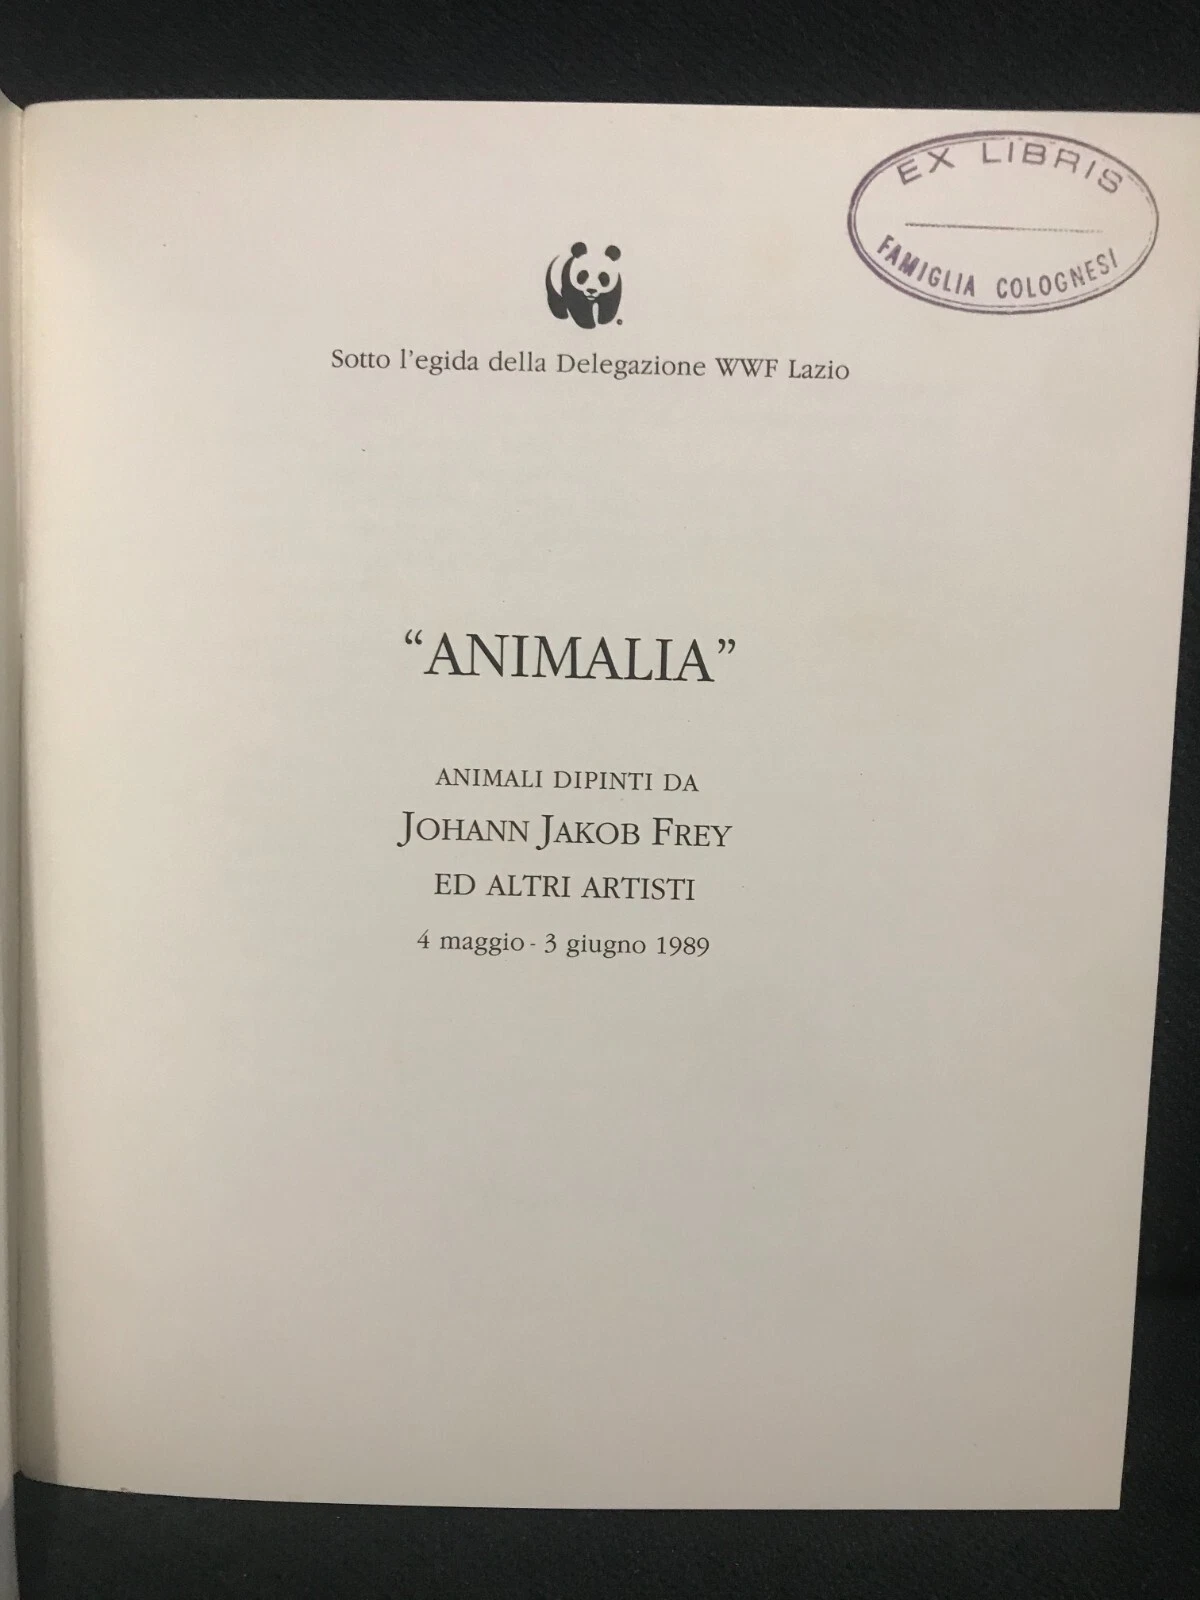 EX LIBRIS
FAMIGLIA COLOGNESI
Sotto l'egida della Delegazione WWF Lazio
“ANIMALIA”
ANIMALI DIPINTI DA
JOHANN JAKOB FREY
ED ALTRI ARTISTI
4 maggio - 3 giugno 1989